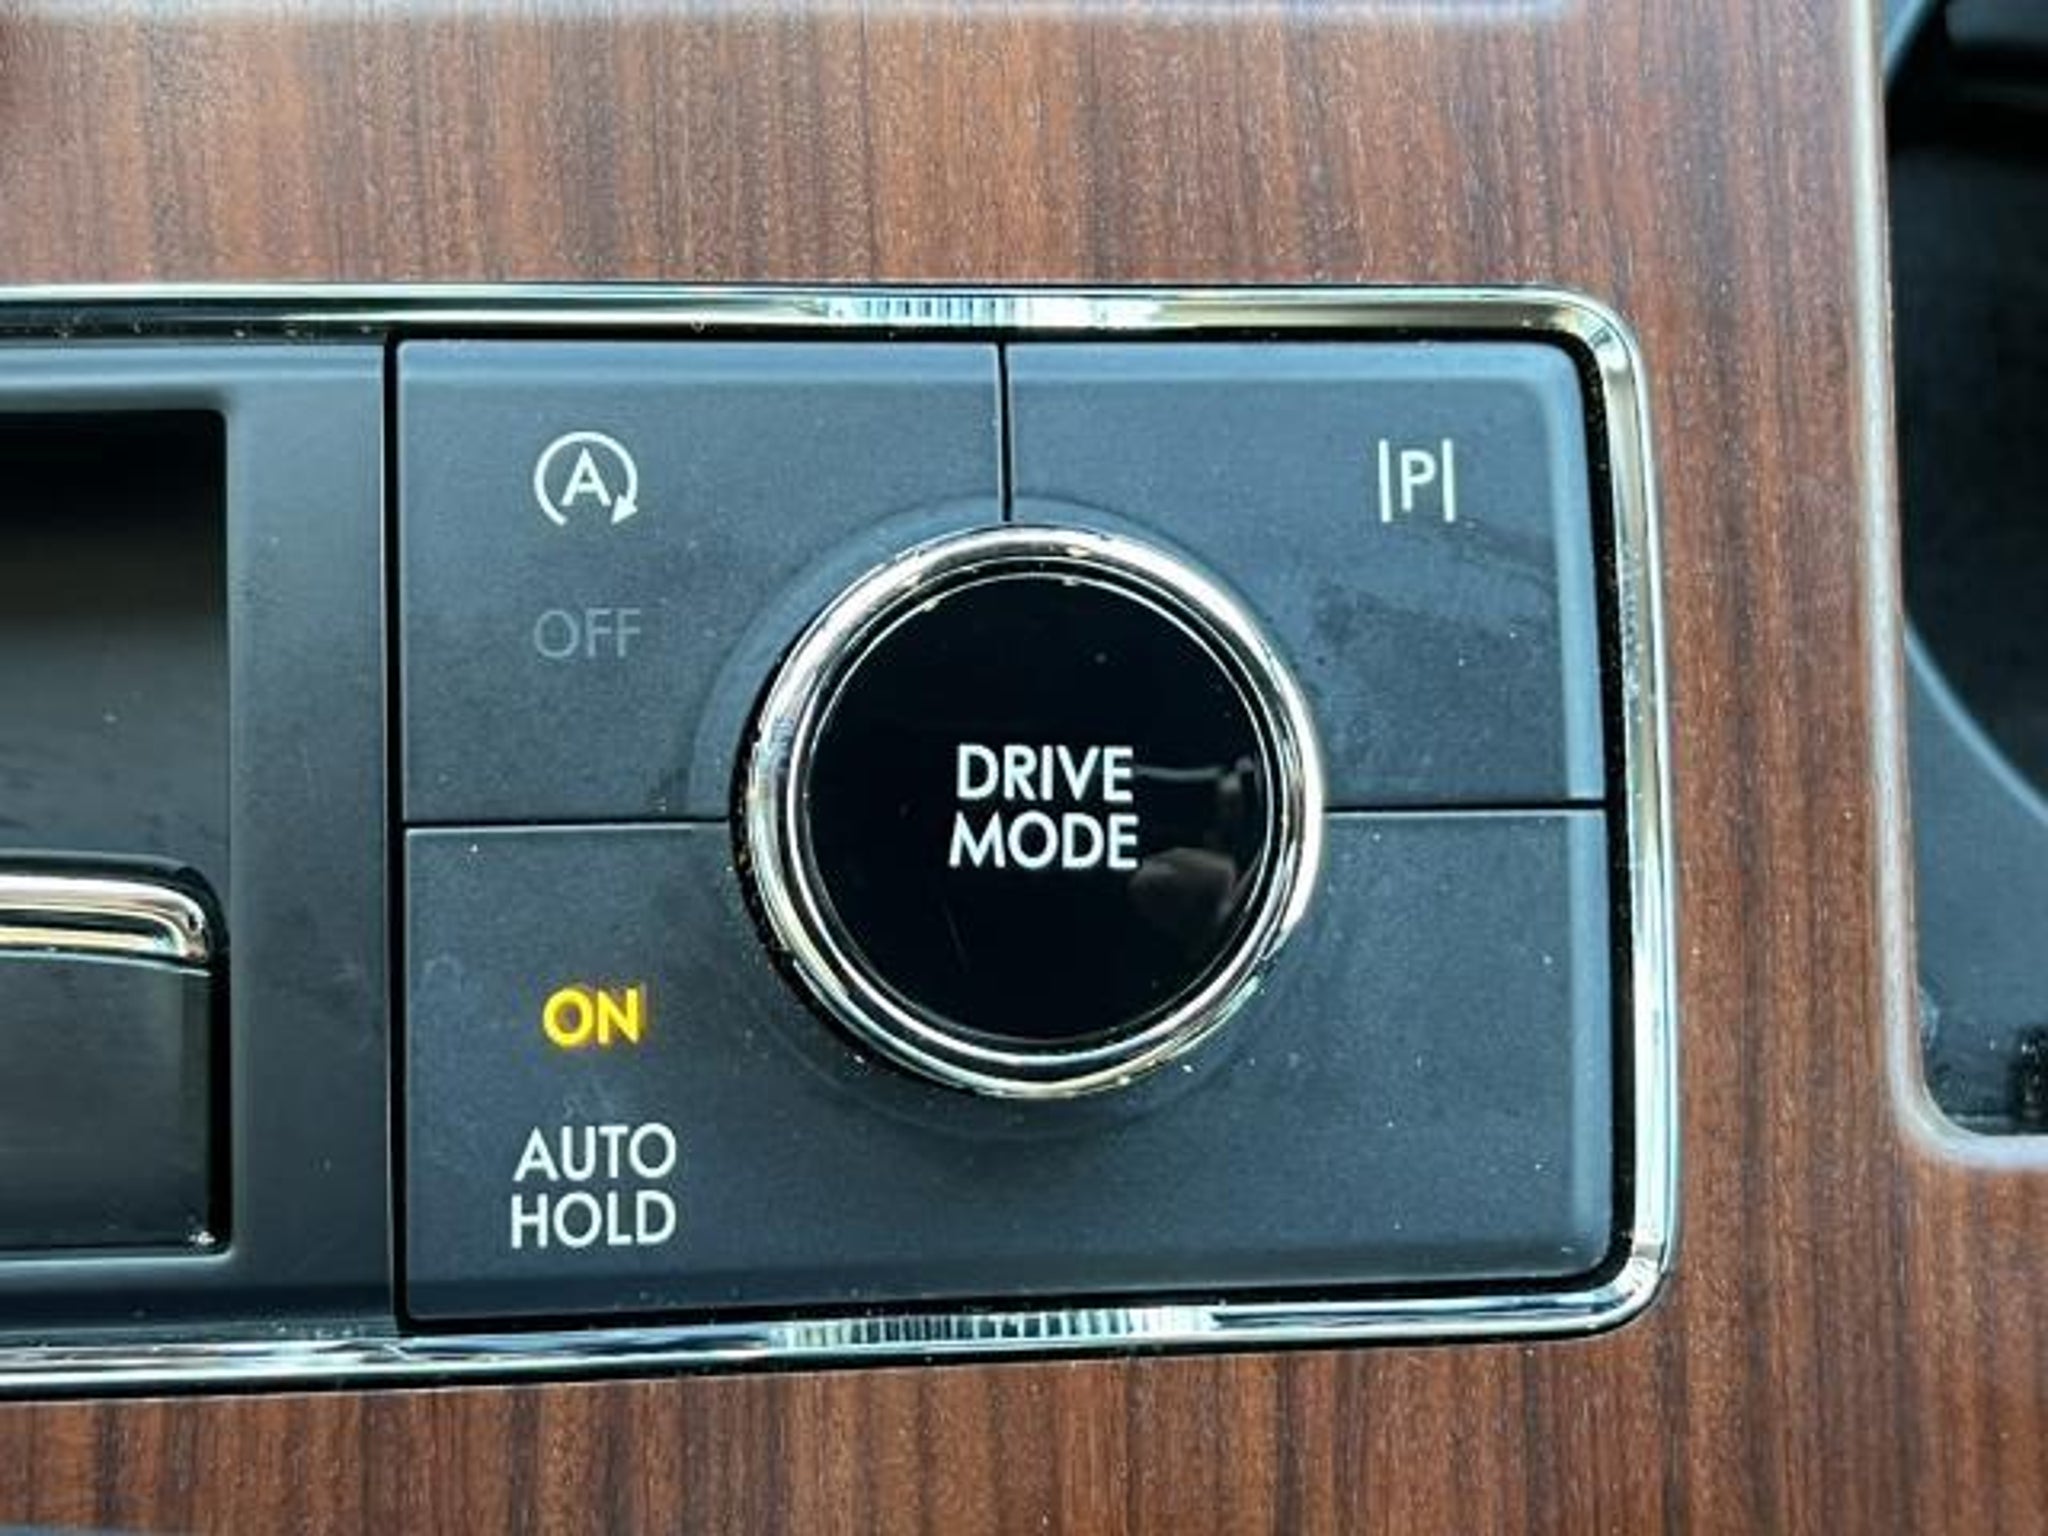 A
|P|
OFF
DRIVE
MODE
ON
AUTO
HOLD